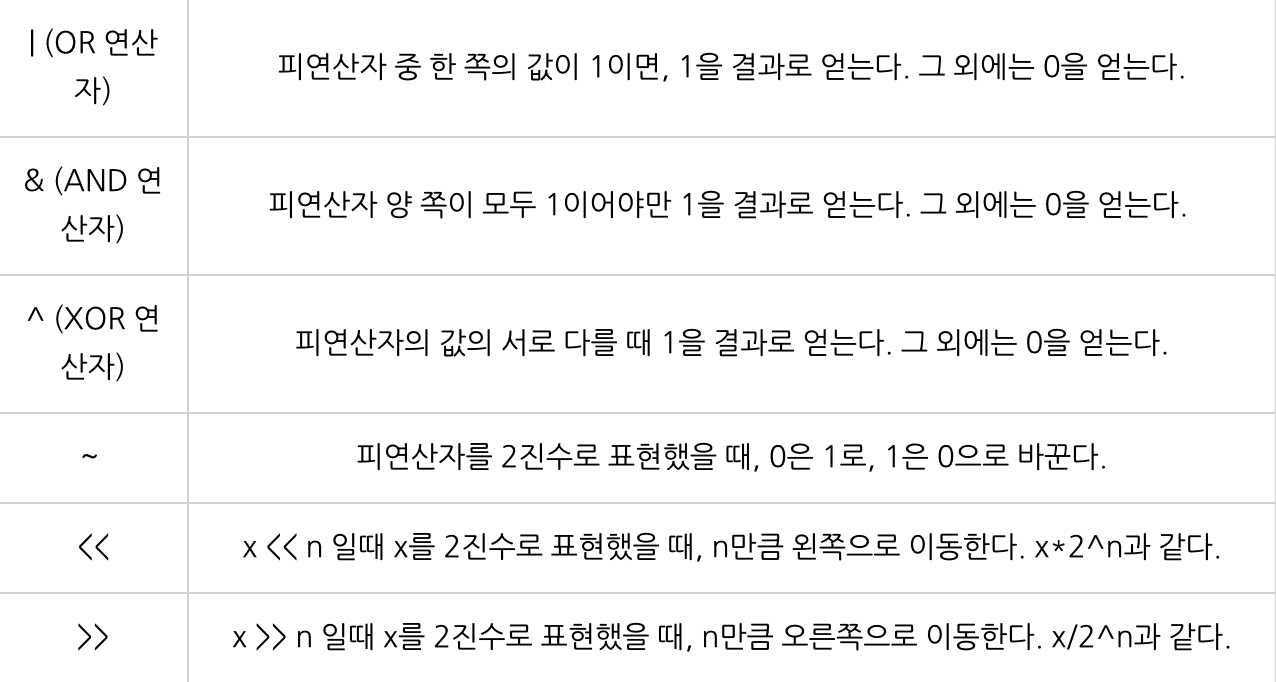 | (OR 연산
자)
피연산자 중 한 쪽의 값이 1이면, 1을 결과로 얻는다. 그 외에는 0을 얻는다.
& (AND 연
산자)
피연산자 양 쪽이 모두 1이어야만 1을 결과로 얻는다. 그 외에는 0을 얻는다.
^ (XOR 연
산자)
피연산자의 값의 서로 다를 때 1을 결과로 얻는다. 그 외에는 0을 얻는다.
~
피연산자를 2진수로 표현했을 때, 0은 1로, 1은 0으로 바꾼다.
<<
x << n 일때 x를 2진수로 표현했을 때, n만큼 왼쪽으로 이동한다. x*2^n과 같다.
>>
x >> n 일때 x를 2진수로 표현했을 때, n만큼 오른쪽으로 이동한다. x/2^n과 같다.